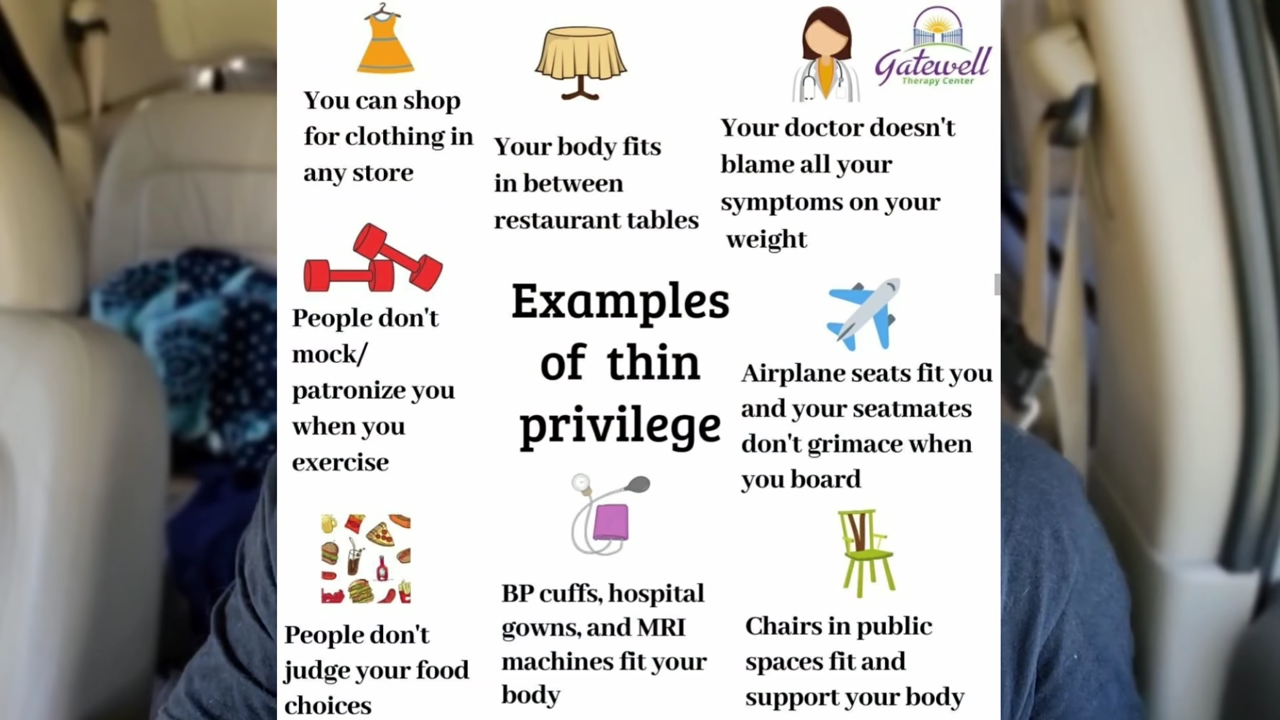 You can shop
for clothing in
any store
Your body fits
in between
restaurant tables
Your doctor doesn't
blame all your
symptoms on your
weight
Gatewell
Therapy Center
People don't
mock/
patronize you
when you
exercise
Examples
of thin
privilege
Airplane seats fit you
and your seatmates
don't grimace when
you board
People don't
judge your food
choices
BP cuffs, hospital
gowns, and MRI
machines fit your
body
Chairs in public
spaces fit and
support your body